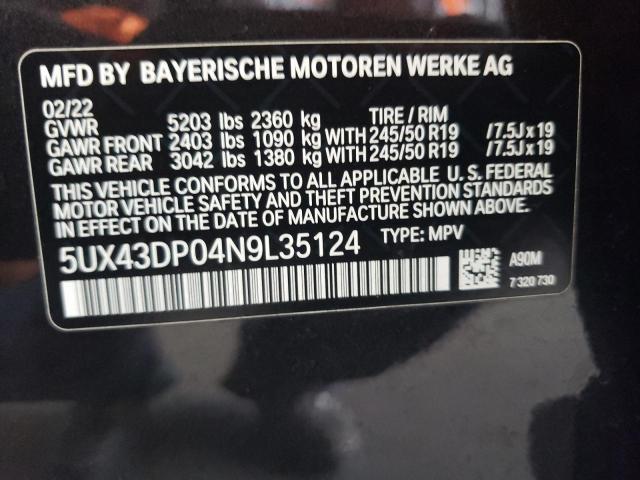 MFD BY BAYERISCHE MOTOREN WERKE AG
02/22
GVWR 5203 lbs 2360 kg TIRE / RIM
GAWR FRONT 2403 lbs 1090 kg WITH 245/50 R19 /7.5J x 19
GAWR REAR 3042 lbs 1380 kg WITH 245/50 R19 /7.5J x 19
THIS VEHICLE CONFORMS TO ALL APPLICABLE U. S. FEDERAL
MOTOR VEHICLE SAFETY AND THEFT PREVENTION STANDARDS
IN EFFECT ON THE DATE OF MANUFACTURE SHOWN ABOVE.
5UX43DP04N9L35124 TYPE: MPV
A90M
7 320 730